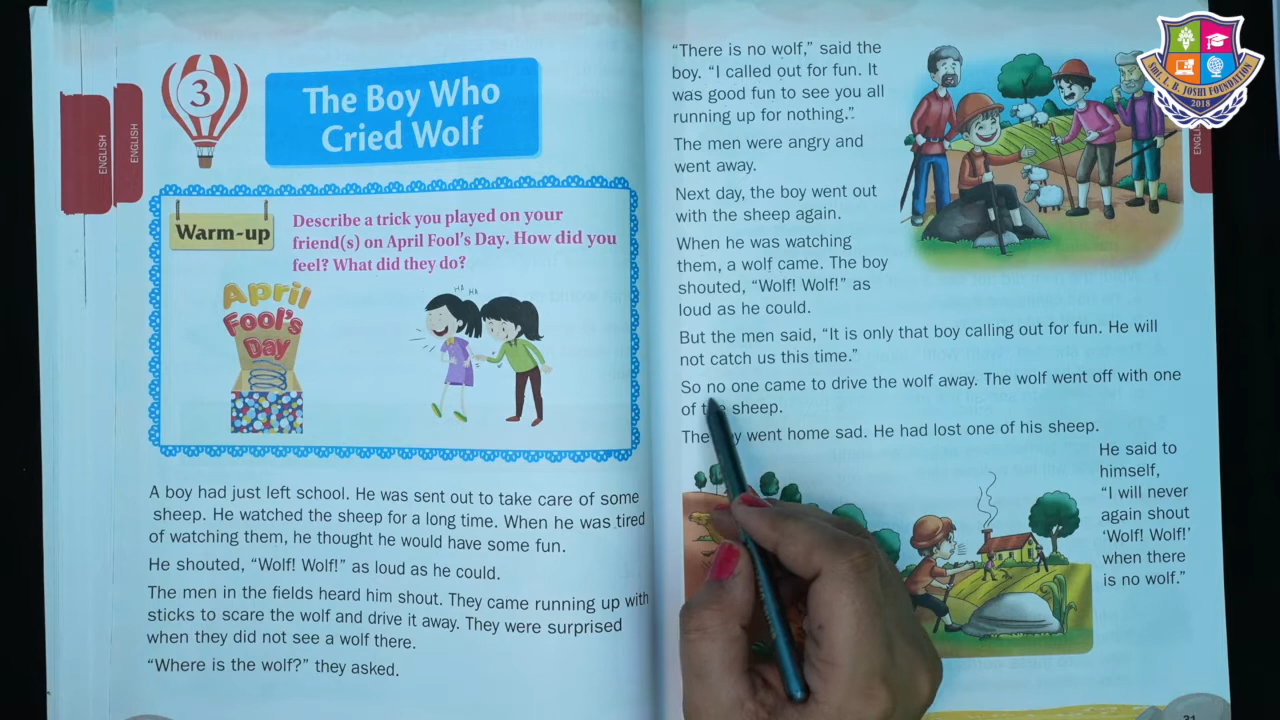 ENGLISH
ENGLISH
3
The Boy Who
Cried Wolf
Warm-up
Describe a trick you played on your
friend(s) on April Fool's Day. How did you
feel? What did they do?
April
Fool's
Day
HA HA
A boy had just left school. He was sent out to take care of some
sheep. He watched the sheep for a long time. When he was tired
of watching them, he thought he would have some fun.
He shouted, "Wolf! Wolf!" as loud as he could.
The men in the fields heard him shout. They came running up with
sticks to scare the wolf and drive it away. They were surprised
when they did not see a wolf there.
"Where is the wolf?" they asked.
"There is no wolf," said the
boy. "I called out for fun. It
was good fun to see you all
running up for nothing."
The men were angry and
went away.
Next day, the boy went out
with the sheep again.
When he was watching
them, a wolf came. The boy
shouted, "Wolf! Wolf!" as
loud as he could.
But the men said, "It is only that boy calling out for fun. He will
not catch us this time."
So no one came to drive the wolf away. The wolf went off with one
of the sheep.
The boy went home sad. He had lost one of his sheep.
He said to
himself,
"I will never
again shout
'Wolf! Wolf!'
when there
is no wolf."
SMT. L. B. JOSHI FOUNDATION
2018